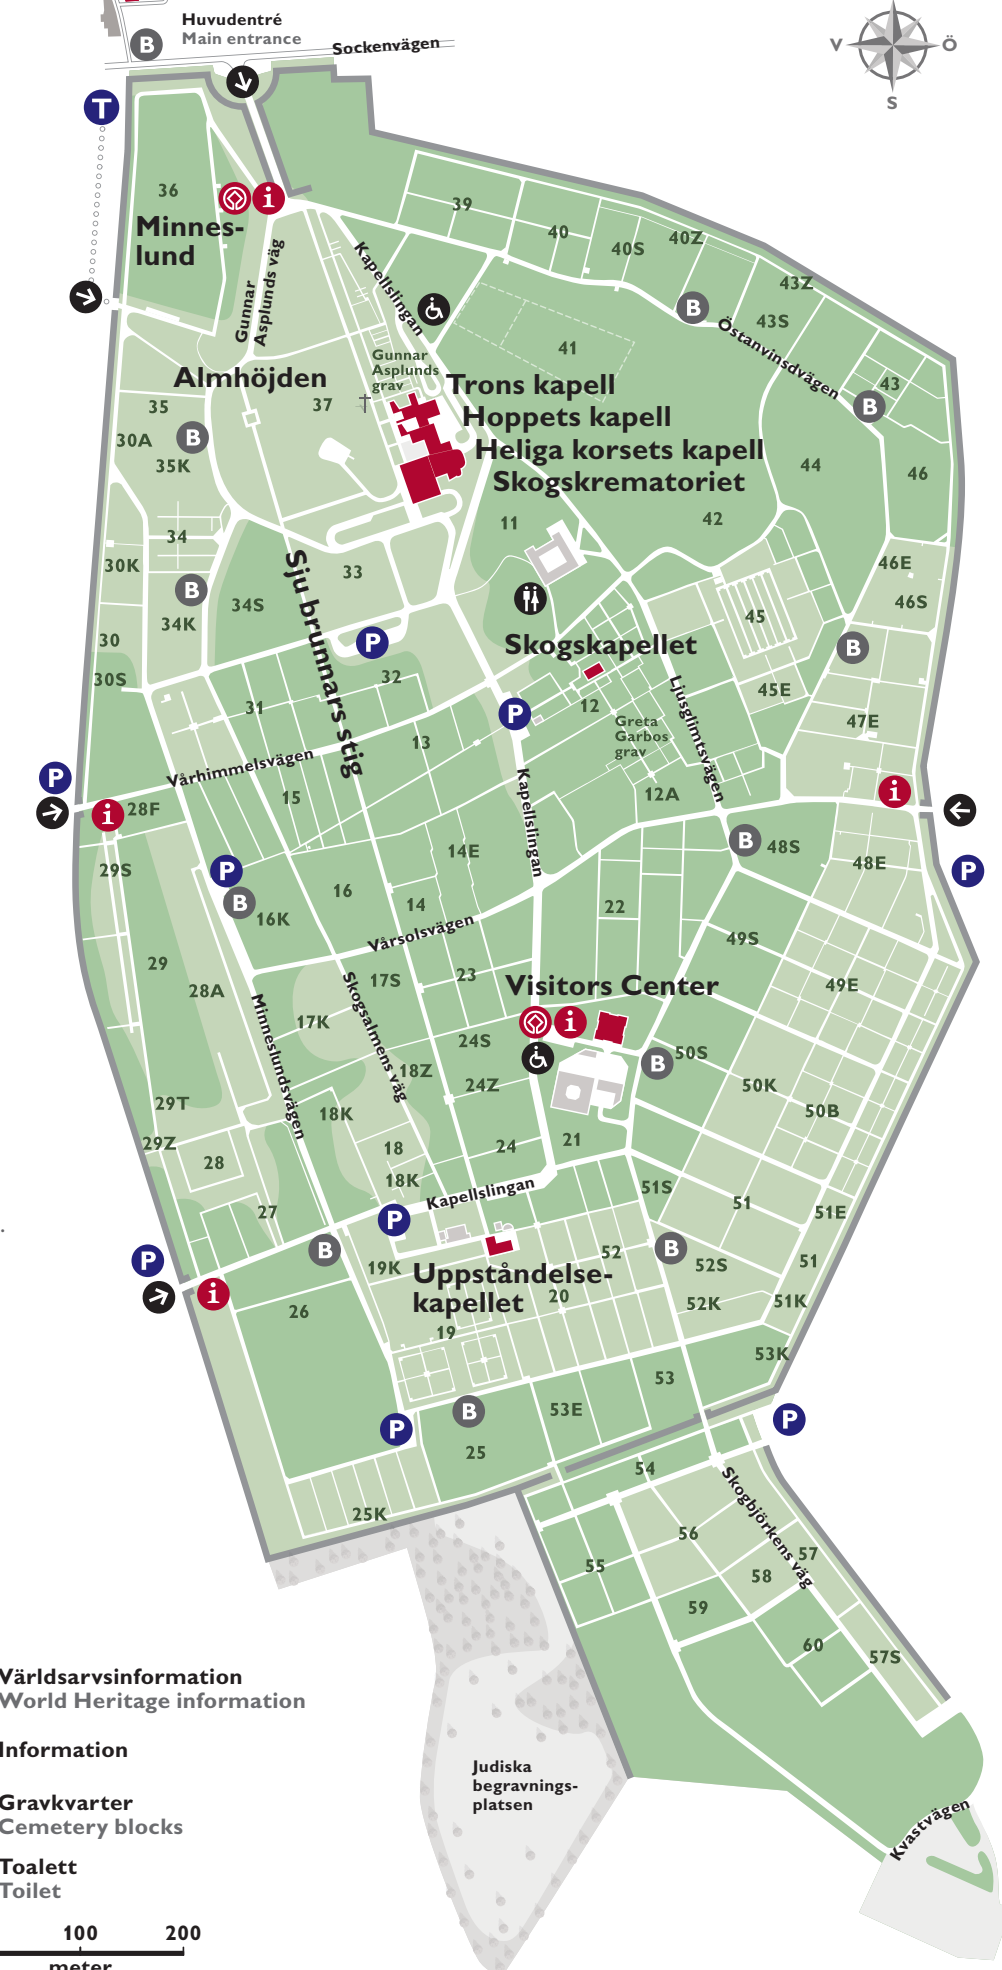 Huvudentré
Main entrance
B
Sockenvägen
V
Ö
S
T
36
i
Minnes-
lund
39
40
40S
40Z
43Z
Gunnar
Asplunds väg
Kapellslingan
B
43S
Östanvindsvägen
41
Gunnar
Asplunds
grav
Almhöjden
37
Trons kapell
Hoppets kapell
Heliga korsets kapell
Skogskrematoriet
43
B
35
30A
B
35K
44
46
11
42
34
33
30K
B
34S
34K
46E
46S
45
30
30S
Sju brunnars stig
P
Skogskapellet
B
32
31
12
45E
P
Greta
Garbos
grav
Ljusglimtsvägen
47E
13
Vårhimmelsvägen
P
i
28F
15
Kapellslingan
12A
i
29S
P
B
16K
16
14E
14
B
48S
48E
P
22
Vårsolsvägen
49S
29
28A
17S
23
Visitors Center
49E
Minneslundsvägen
17K
Skogsalmens väg
i
24S
B
50S
18Z
24Z
50K
50B
29T
18K
29Z
28
18
24
21
18K
51S
51
51E
27
P
Kapellslingan
B
B
52
52S
51
P
i
19K
Uppståndelse-
kapellet
20
52K
51K
26
19
53K
53
B
53E
P
P
25
54
25K
Skogbjörkens väg
56
57
55
58
59
60
57S
Världsarvsinformation
World Heritage information
Information
Gravkvarter
Cemetery blocks
Toalett
Toilet
100
200
meter
Judiska
begravnings-
platsen
Kvastvägen